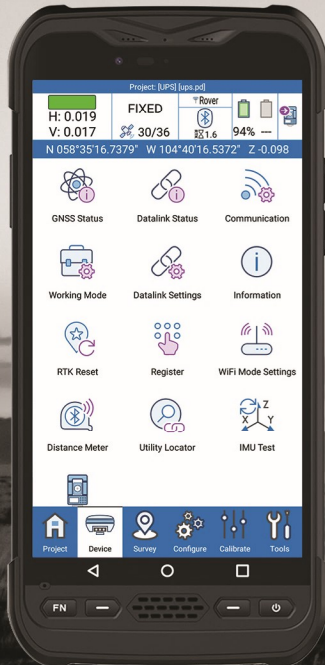 Project: [UPS] [ups.pd]
H: 0.019
V: 0.017
FIXED
30/36
Rover
1.6
94% ---
N 058°35'16.7379" W 104°40'16.5372" Z -0.098
GNSS Status
Datalink Status
Communication
Working Mode
Datalink Settings
Information
RTK Reset
Register
WiFi Mode Settings
Distance Meter
Utility Locator
X Z Y
IMU Test
Project
Device
Survey
Configure
Calibrate
Tools
FN